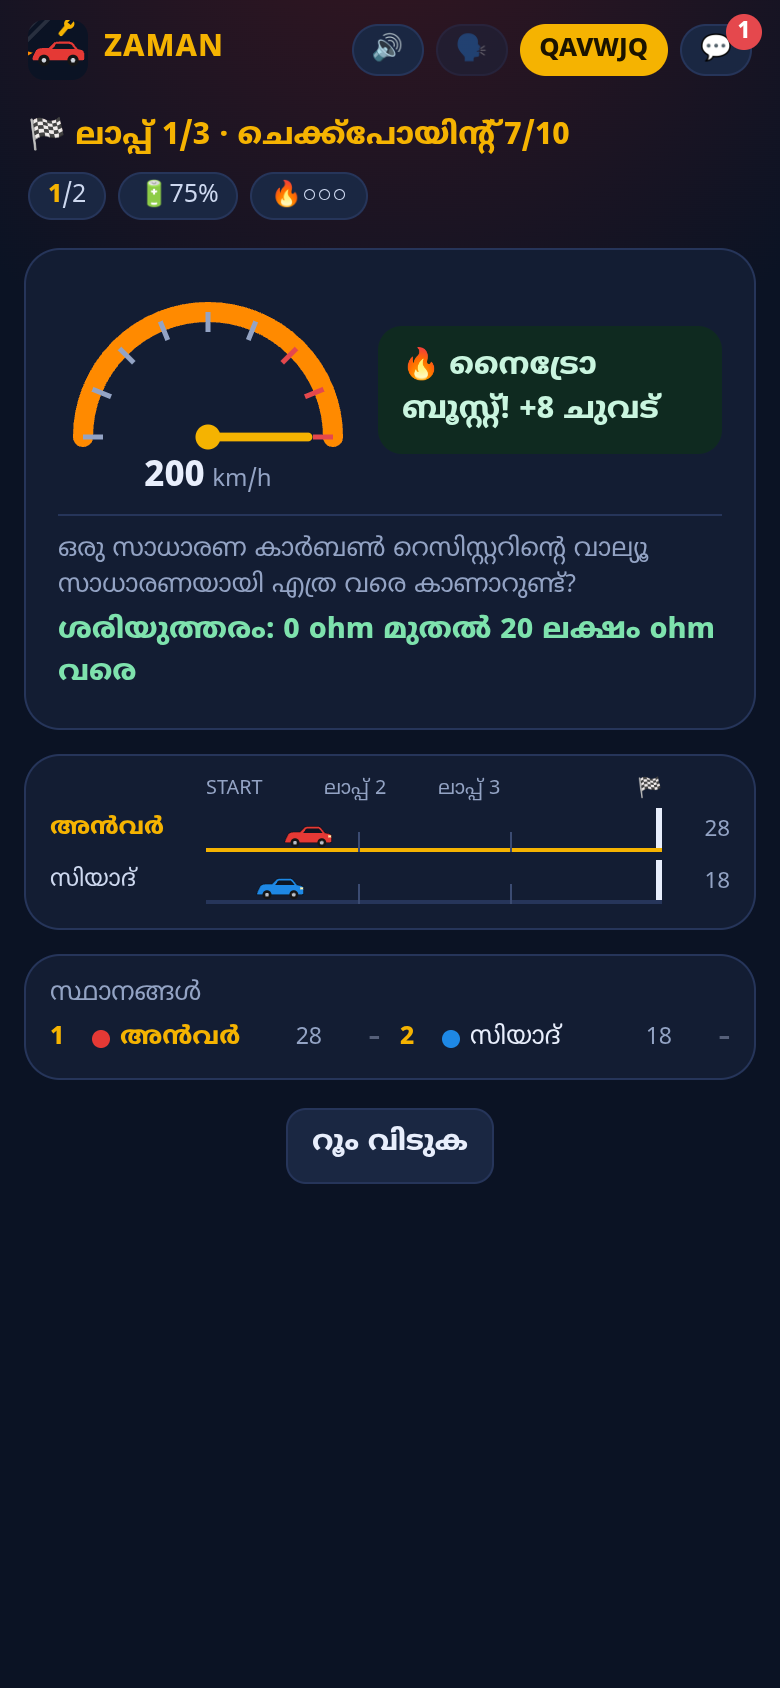 ZAMAN
QAVWJQ
1
🏁 ലാപ്പ് 1/3 · ചെക്ക്പോയിന്റ് 7/10
1/2
🔋75%
🔥○○○
🔥 നൈട്രോ
ബൂസ്റ്റ്! +8 ചുവട്
200 km/h
ഒരു സാധാരണ കാർബൺ റെസിസ്റ്ററിന്റെ വാല്യൂ
സാധാരണയായി എത്ര വരെ കാണാറുണ്ട്?
ശരിയുത്തരം: 0 ohm മുതൽ 20 ലക്ഷം ohm
വരെ
START ലാപ്പ് 2 ലാപ്പ് 3 🏁
അൻവർ 28
സിയാദ് 18
സ്ഥാനങ്ങൾ
1 അൻവർ 28 – 2 സിയാദ് 18 –
റൂം വിടുക